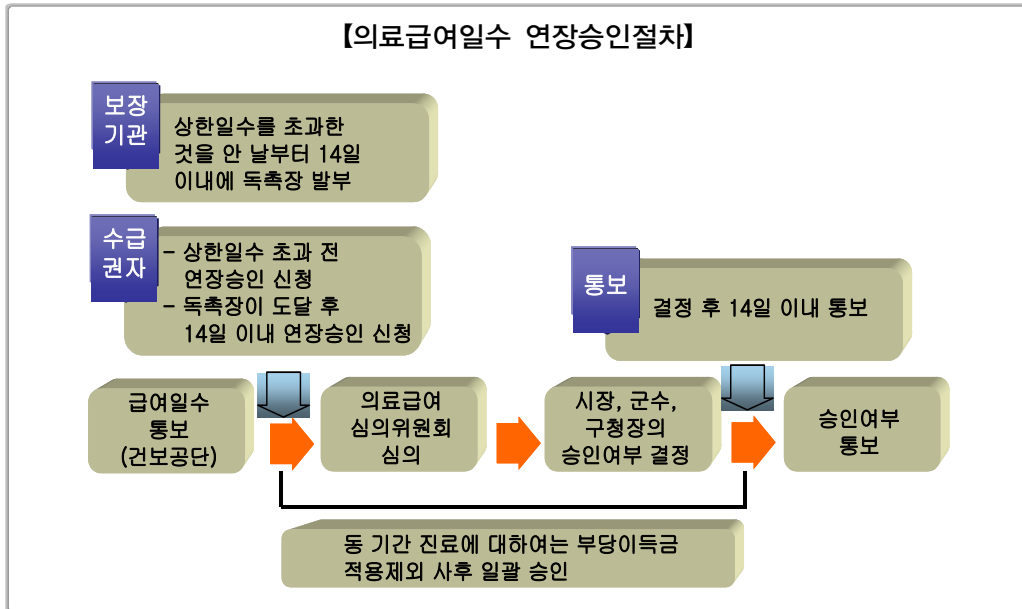 【의료급여일수 연장승인절차】
보장
기관
상한일수를 초과한
것을 안 날부터 14일
이내에 독촉장 발부
수급
권자
- 상한일수 초과 전
연장승인 신청
- 독촉장이 도달 후
14일 이내 연장승인 신청
통보
결정 후 14일 이내 통보
급여일수
통보
(건보공단)
의료급여
심의위원회
심의
시장, 군수,
구청장의
승인여부 결정
승인여부
통보
동 기간 진료에 대하여는 부당이득금
적용제외 사후 일괄 승인